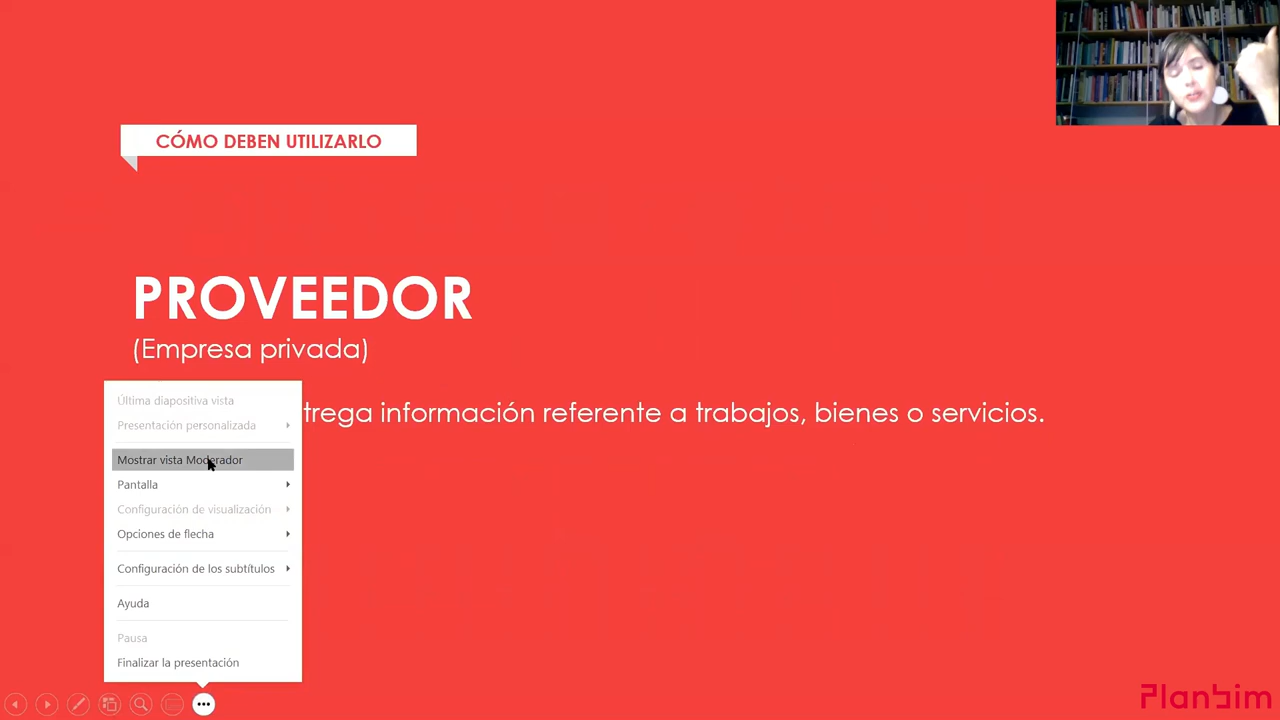 CÓMO DEBEN UTILIZARLO
PROVEEDOR
(Empresa privada)
trega información referente a trabajos, bienes o servicios.
Última diapositiva vista
Presentación personalizada
Mostrar vista Moderador
Pantalla
Configuración de visualización
Opciones de flecha
Configuración de los subtítulos
Ayuda
Pausa
Finalizar la presentación
Planbim